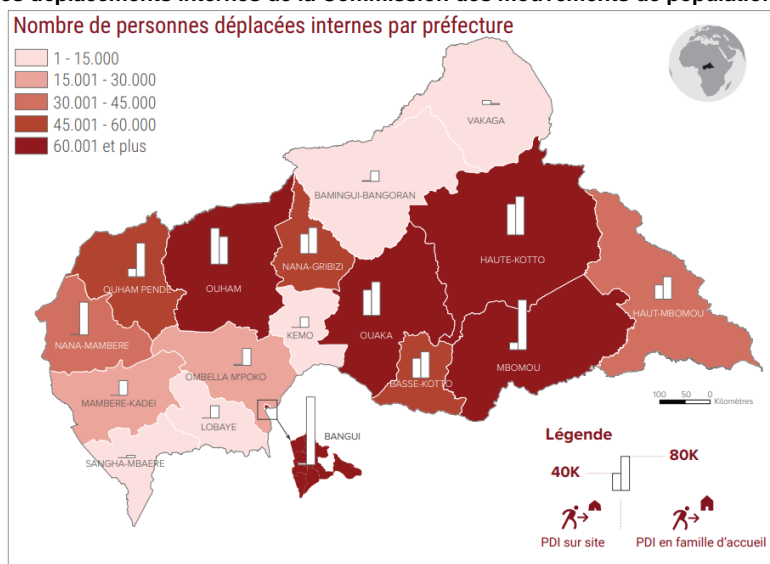 Nombre de personnes déplacées internes par préfecture
1 - 15.000
15.001 - 30.000
30.001 - 45.000
45.001 - 60.000
60.001 et plus
VAKAGA
BAMINGUI-BANGORAN
HAUTE-KOTTO
NANA-GRIBIZI
OUHAM PENDE
OUHAM
HAUT-MBOMOU
NANA-MAMBERE
KEMO
OUAKA
OMBELLA M'POKO
MBOMOU
BASSE-KOTTO
MAMBERE-KADEI
LOBAYE
BANGUI
SANGHA-MBAERE
100 50 0
Kilomètres
Légende
80K
40K
PDI sur site
PDI en famille d'accueil